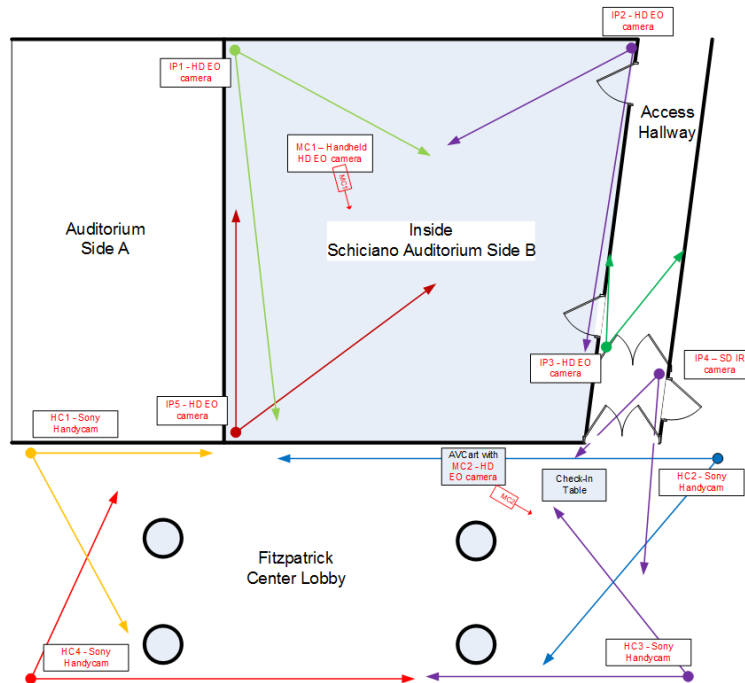 IP2 - HD EO
camera
IP1 - HD EO
camera
Access
Hallway
MC1 – Handheld
HD EO camera
MC1
Auditorium
Side A
Inside
Schiciano Auditorium Side B
IP3 - HD EO
camera
IP4 – SD IR
camera
IP5 - HD EO
camera
HC1 - Sony
Handycam
AVCart with
MC2 - HD
EO camera
MC2
Check-In
Table
HC2 - Sony
Handycam
Fitzpatrick
Center Lobby
HC4 - Sony
Handycam
HC3 - Sony
Handycam